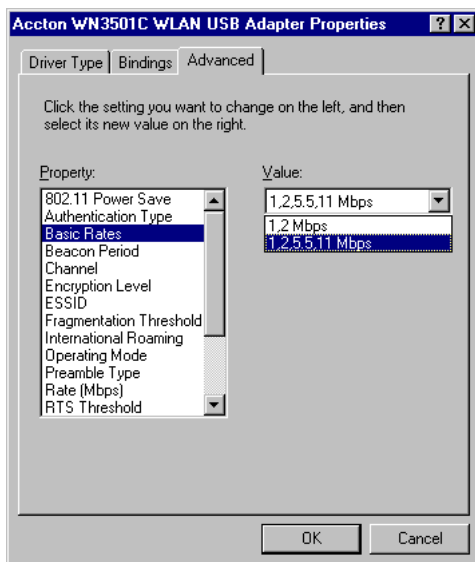 Accton WN3501C WLAN USB Adapter Properties
Driver Type
Bindings
Advanced
Click the setting you want to change on the left, and then
select its new value on the right.
Property:
802.11 Power Save
Authentication Type
Basic Rates
Beacon Period
Channel
Encryption Level
ESSID
Fragmentation Threshold
International Roaming
Operating Mode
Preamble Type
Rate (Mbps)
RTS Threshold
Value:
1,2,5.5,11 Mbps
1,2 Mbps
1,2,5.5,11 Mbps
OK
Cancel